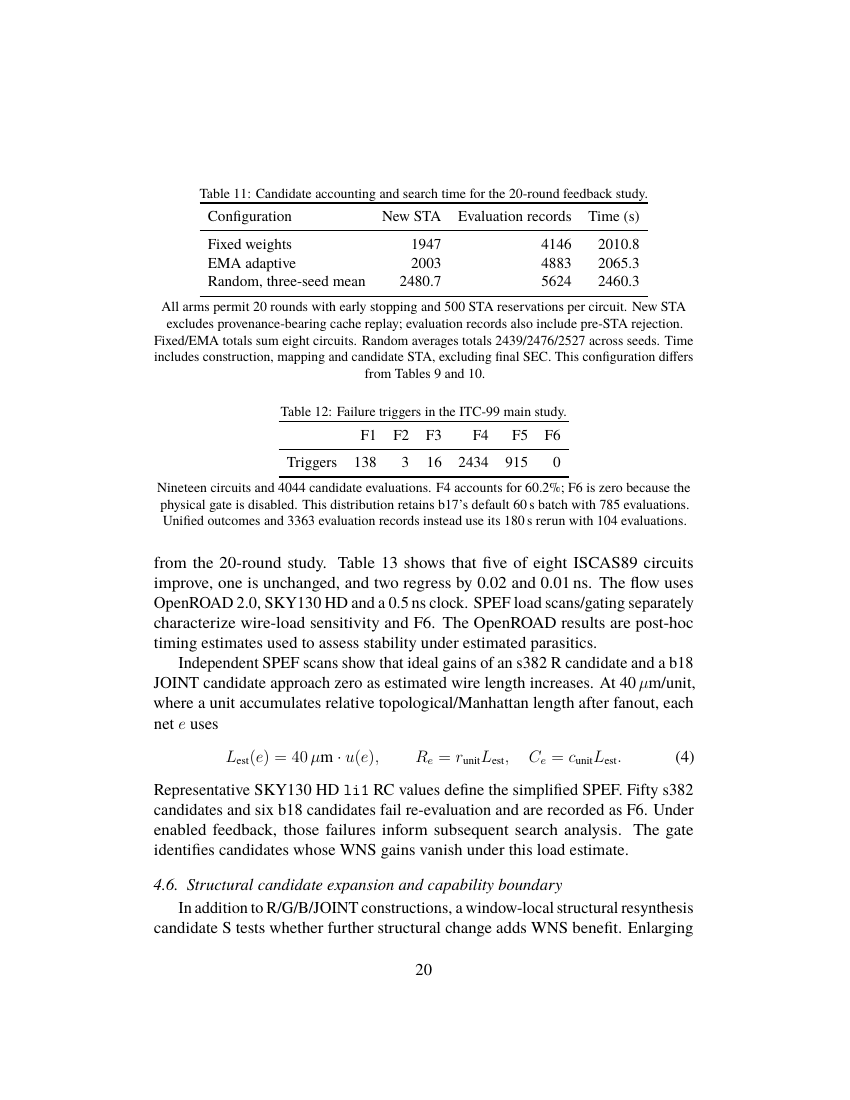 Table 11: Candidate accounting and search time for the 20-round feedback study.
Configuration New STA Evaluation records Time (s)
Fixed weights 1947 4146 2010.8
EMA adaptive 2003 4883 2065.3
Random, three-seed mean 2480.7 5624 2460.3
All arms permit 20 rounds with early stopping and 500 STA reservations per circuit. New STA
excludes provenance-bearing cache replay; evaluation records also include pre-STA rejection.
Fixed/EMA totals sum eight circuits. Random averages totals 2439/2476/2527 across seeds. Time
includes construction, mapping and candidate STA, excluding final SEC. This configuration differs
from Tables 9 and 10.
Table 12: Failure triggers in the ITC-99 main study.
F1 F2 F3 F4 F5 F6
Triggers 138 3 16 2434 915 0
Nineteen circuits and 4044 candidate evaluations. F4 accounts for 60.2%; F6 is zero because the
physical gate is disabled. This distribution retains b17's default 60 s batch with 785 evaluations.
Unified outcomes and 3363 evaluation records instead use its 180 s rerun with 104 evaluations.
from the 20-round study. Table 13 shows that five of eight ISCAS89 circuits
improve, one is unchanged, and two regress by 0.02 and 0.01 ns. The flow uses
OpenROAD 2.0, SKY130 HD and a 0.5 ns clock. SPEF load scans/gating separately
characterize wire-load sensitivity and F6. The OpenROAD results are post-hoc
timing estimates used to assess stability under estimated parasitics.
Independent SPEF scans show that ideal gains of an s382 R candidate and a b18
JOINT candidate approach zero as estimated wire length increases. At 40 μm/unit,
where a unit accumulates relative topological/Manhattan length after fanout, each
net e uses
L_est(e) = 40 μm · u(e), R_e = r_unit L_est, C_e = c_unit L_est. (4)
Representative SKY130 HD li1 RC values define the simplified SPEF. Fifty s382
candidates and six b18 candidates fail re-evaluation and are recorded as F6. Under
enabled feedback, those failures inform subsequent search analysis. The gate
identifies candidates whose WNS gains vanish under this load estimate.
4.6. Structural candidate expansion and capability boundary
In addition to R/G/B/JOINT constructions, a window-local structural resynthesis
candidate S tests whether further structural change adds WNS benefit. Enlarging
20